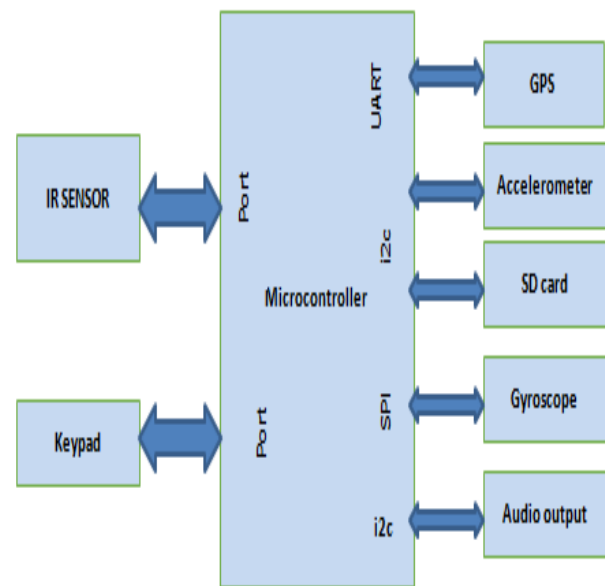 UART
GPS
IR SENSOR
Port
Accelerometer
i2c
Microcontroller
SD card
Keypad
Port
SPI
Gyroscope
i2c
Audio output